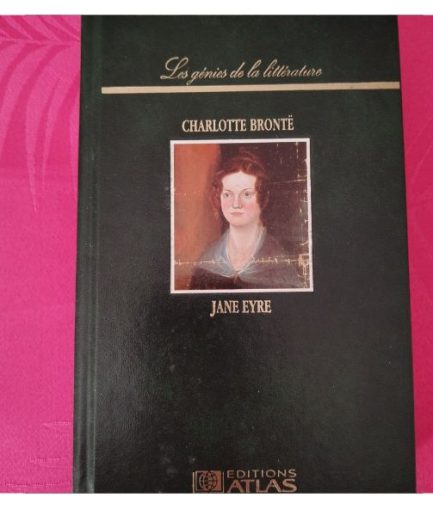 Les génies de la littérature
CHARLOTTE BRONTË
JANE EYRE
EDITIONS
ATLAS